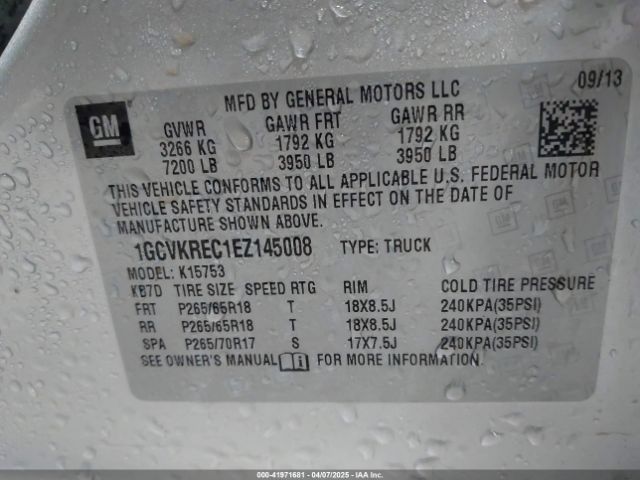 09/13
MFD BY GENERAL MOTORS LLC
GM
GVWR GAWR FRT GAWR RR
3266 KG 1792 KG 1792 KG
7200 LB 3950 LB 3950 LB
THIS VEHICLE CONFORMS TO ALL APPLICABLE U.S. FEDERAL MOTOR
VEHICLE SAFETY STANDARDS IN EFFECT ON THE DATE OF
MANUFACTURE SHOWN ABOVE.
1GCVKREC1EZ145008 TYPE: TRUCK
MODEL: K15753
KB7D TIRE SIZE SPEED RTG RIM COLD TIRE PRESSURE
FRT P265/65R18 T 18X8.5J 240KPA(35PSI)
RR P265/65R18 T 18X8.5J 240KPA(35PSI)
SPA P265/70R17 S 17X7.5J 240KPA(35PSI)
SEE OWNER'S MANUAL FOR MORE INFORMATION.
000-41971681 - 04/07/2025 - IAAI, Inc.